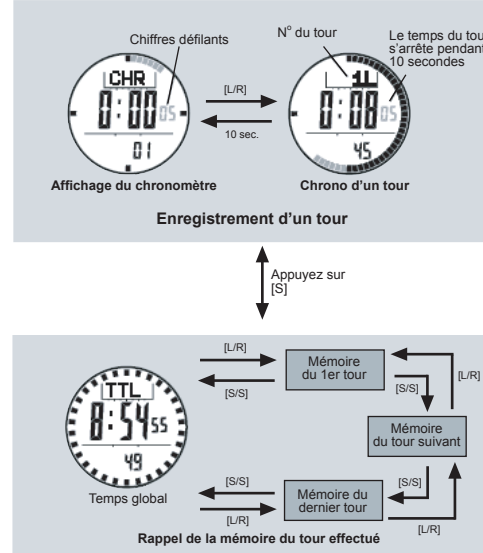 Chiffres défilants
N° du tour
Le temps du tour
s'arrête pendant
10 secondes
CHR
0:00 05
01
[L/R]
10 sec.
1L
0:08 05
45
Affichage du chronomètre
Chrono d'un tour
Enregistrement d'un tour
Appuyez sur
[S]
TTL
8:54 55
49
Temps global
[L/R]
[S/S]
Mémoire
du 1er tour
[S/S]
[L/R]
Mémoire
du tour suivant
[S/S]
[L/R]
Mémoire du
dernier tour
[S/S]
[L/R]
Rappel de la mémoire du tour effectué